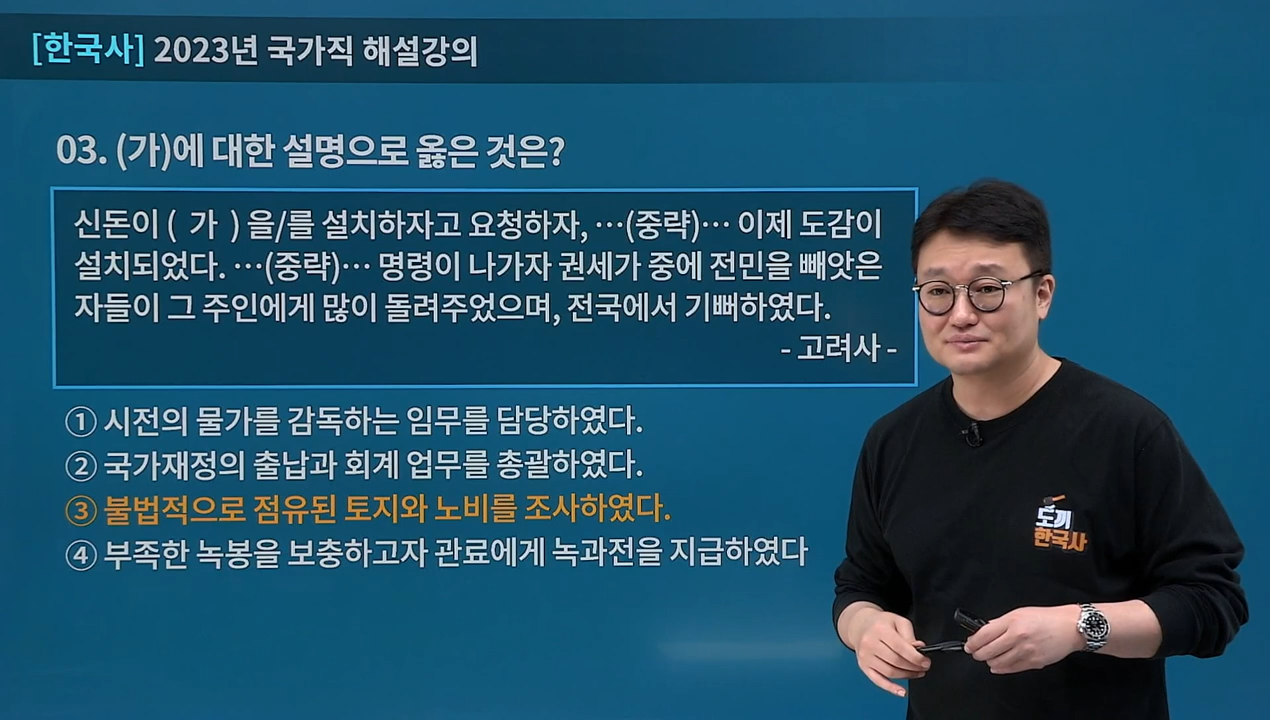 [한국사] 2023년 국가직 해설강의
03. (가)에 대한 설명으로 옳은 것은?
신돈이 ( 가 ) 을/를 설치하자고 요청하자, …(중략)… 이제 도감이
설치되었다. …(중략)… 명령이 나가자 권세가 중에 전민을 빼앗은
자들이 그 주인에게 많이 돌려주었으며, 전국에서 기뻐하였다.
- 고려사 -
① 시전의 물가를 감독하는 임무를 담당하였다.
② 국가재정의 출납과 회계 업무를 총괄하였다.
③ 불법적으로 점유된 토지와 노비를 조사하였다.
④ 부족한 녹봉을 보충하고자 관료에게 녹과전을 지급하였다
도끼
한국사